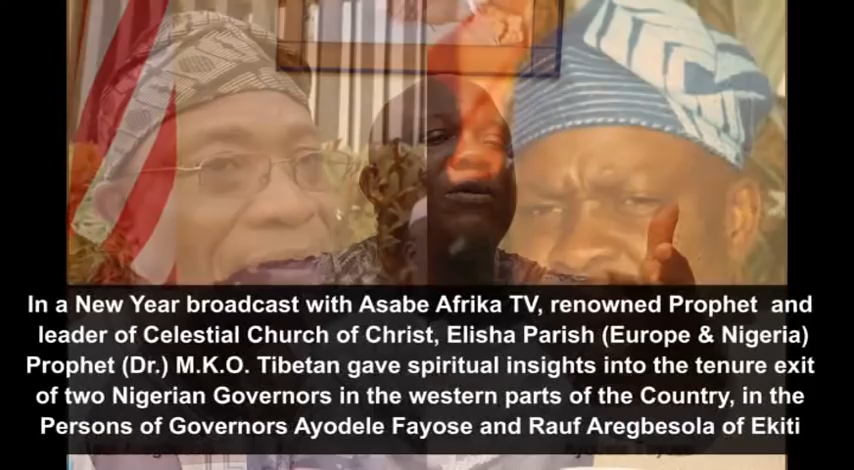 In a New Year broadcast with Asabe Afrika TV, renowned Prophet and
leader of Celestial Church of Christ, Elisha Parish (Europe & Nigeria)
Prophet (Dr.) M.K.O. Tibetan gave spiritual insights into the tenure exit
of two Nigerian Governors in the western parts of the Country, in the
Persons of Governors Ayodele Fayose and Rauf Aregbesola of Ekiti